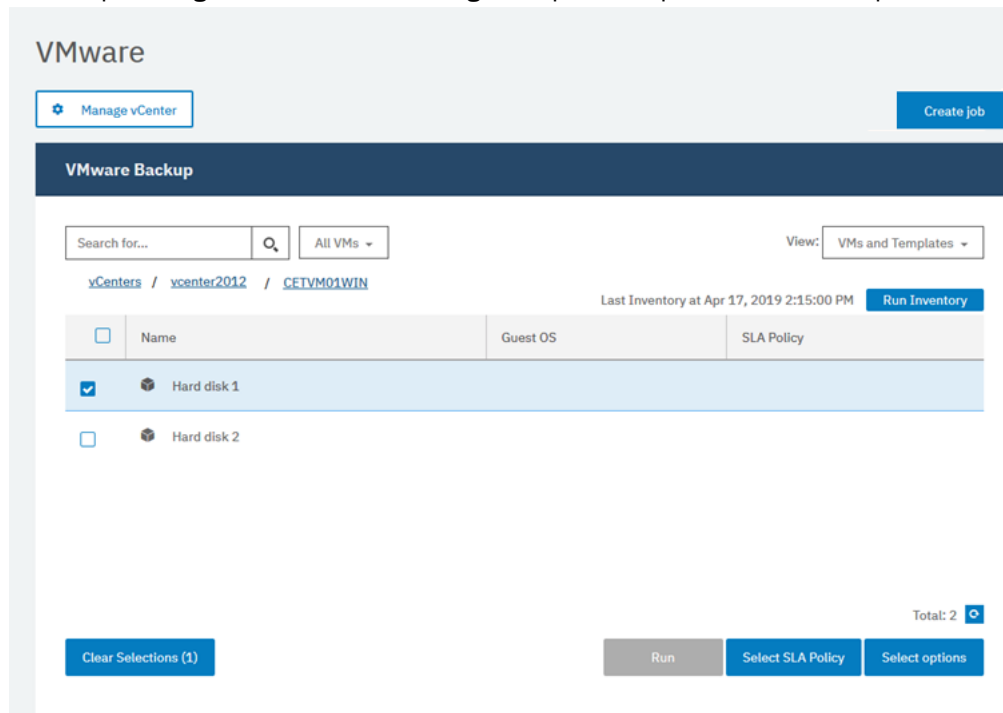 VMware
Manage vCenter
Create job
VMware Backup
Search for...
All VMs
View: VMs and Templates
vCenters / vcenter2012 / CETVM01WIN
Last Inventory at Apr 17, 2019 2:15:00 PM Run Inventory
Name Guest OS SLA Policy
Hard disk 1
Hard disk 2
Total: 2
Clear Selections (1) Run Select SLA Policy Select options